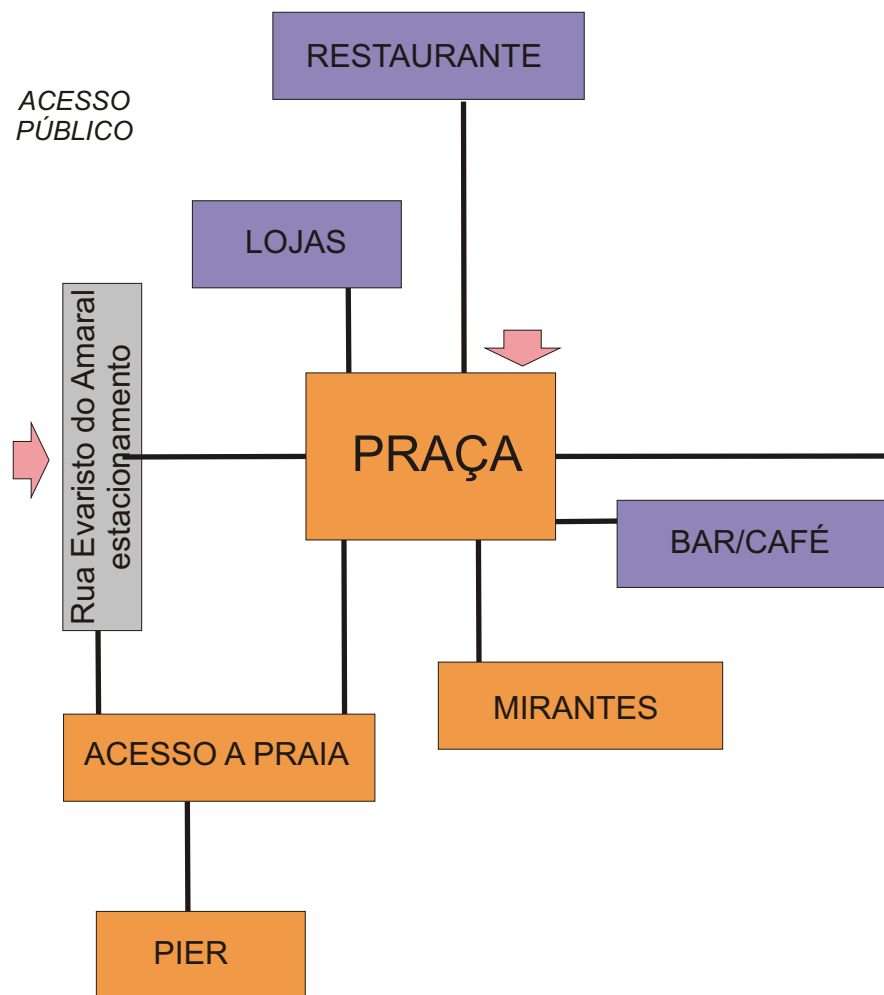 RESTAURANTE
ACESSO
PÚBLICO
LOJAS
Rua Evaristo do Amaral
estacionamento
PRAÇA
BAR/CAFÉ
MIRANTES
ACESSO A PRAIA
PIER